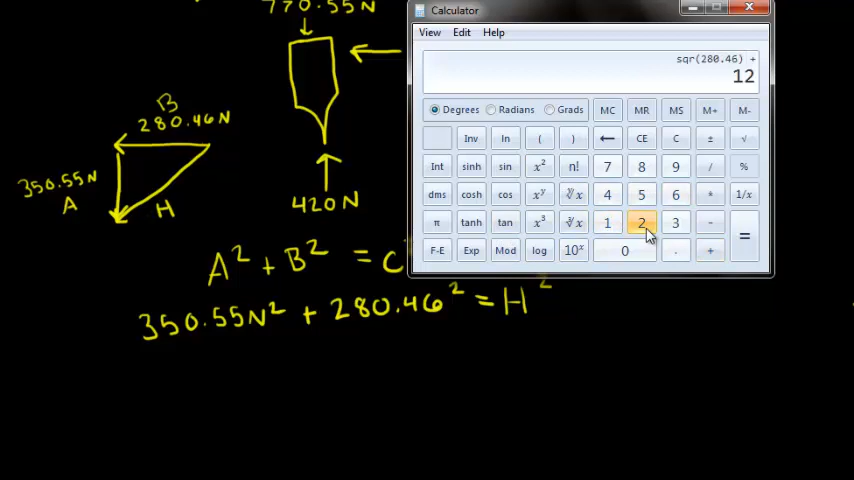 770.55N
Calculator
View Edit Help
sqr(280.46) +
12
Degrees Radians Grads MC MR MS M+ M-
Inv ln ( ) ← CE C ± √
Int sinh sin x² n! 7 8 9 / %
dms cosh cos xʸ ʸ√x 4 5 6 * 1/x
π tanh tan x³ ³√x 1 2 3 - =
F-E Exp Mod log 10ˣ 0 . +
B
280.46N
350.55N
A
H
420N
A² + B² = C
350.55N² + 280.46² = H²